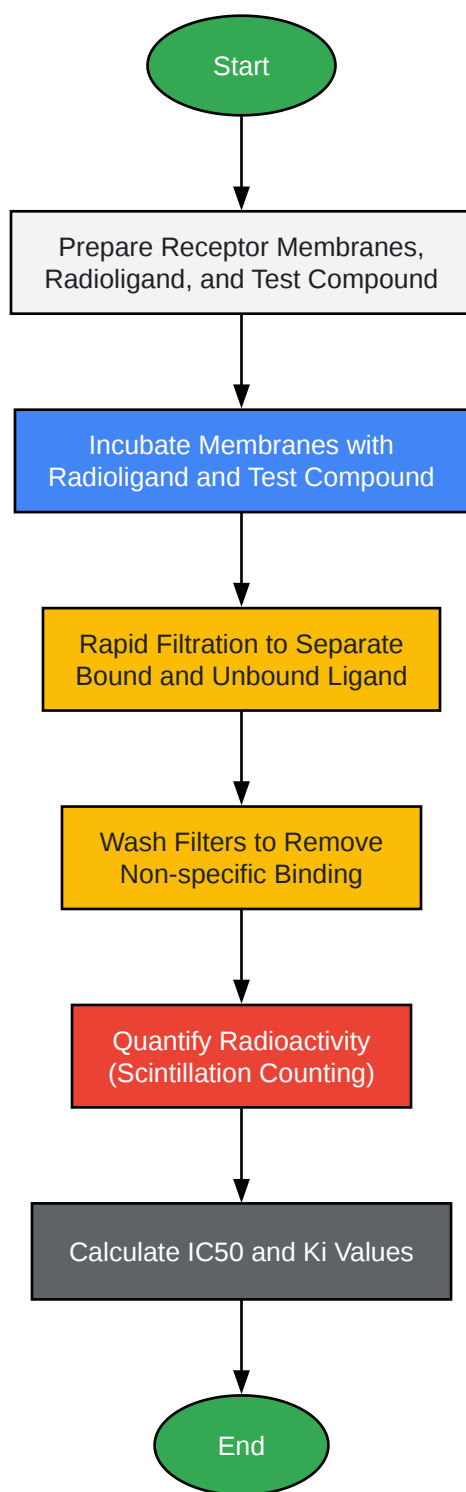 Start
Prepare Receptor Membranes,
Radioligand, and Test Compound
Incubate Membranes with
Radioligand and Test Compound
Rapid Filtration to Separate
Bound and Unbound Ligand
Wash Filters to Remove
Non-specific Binding
Quantify Radioactivity
(Scintillation Counting)
Calculate IC50 and Ki Values
End